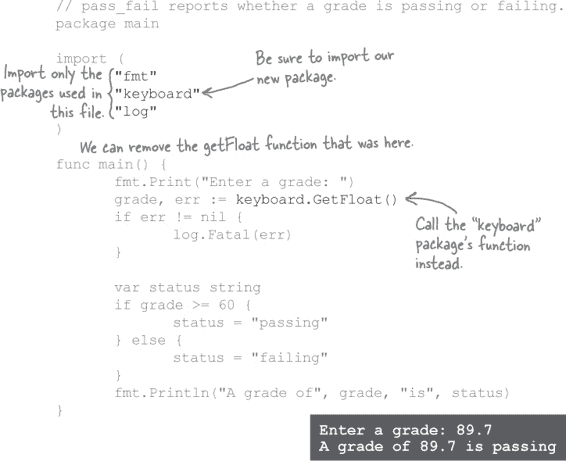 // pass_fail reports whether a grade is passing or failing.
package main
import (
Be sure to import our
new package.
Import only the
packages used in
this file.
"fmt"
"keyboard"
"log"
)
We can remove the getFloat function that was here.
func main() {
fmt.Print("Enter a grade: ")
grade, err := keyboard.GetFloat()
if err != nil {
log.Fatal(err)
}
Call the "keyboard"
package's function
instead.
var status string
if grade >= 60 {
status = "passing"
} else {
status = "failing"
}
fmt.Println("A grade of", grade, "is", status)
}
Enter a grade: 89.7
A grade of 89.7 is passing